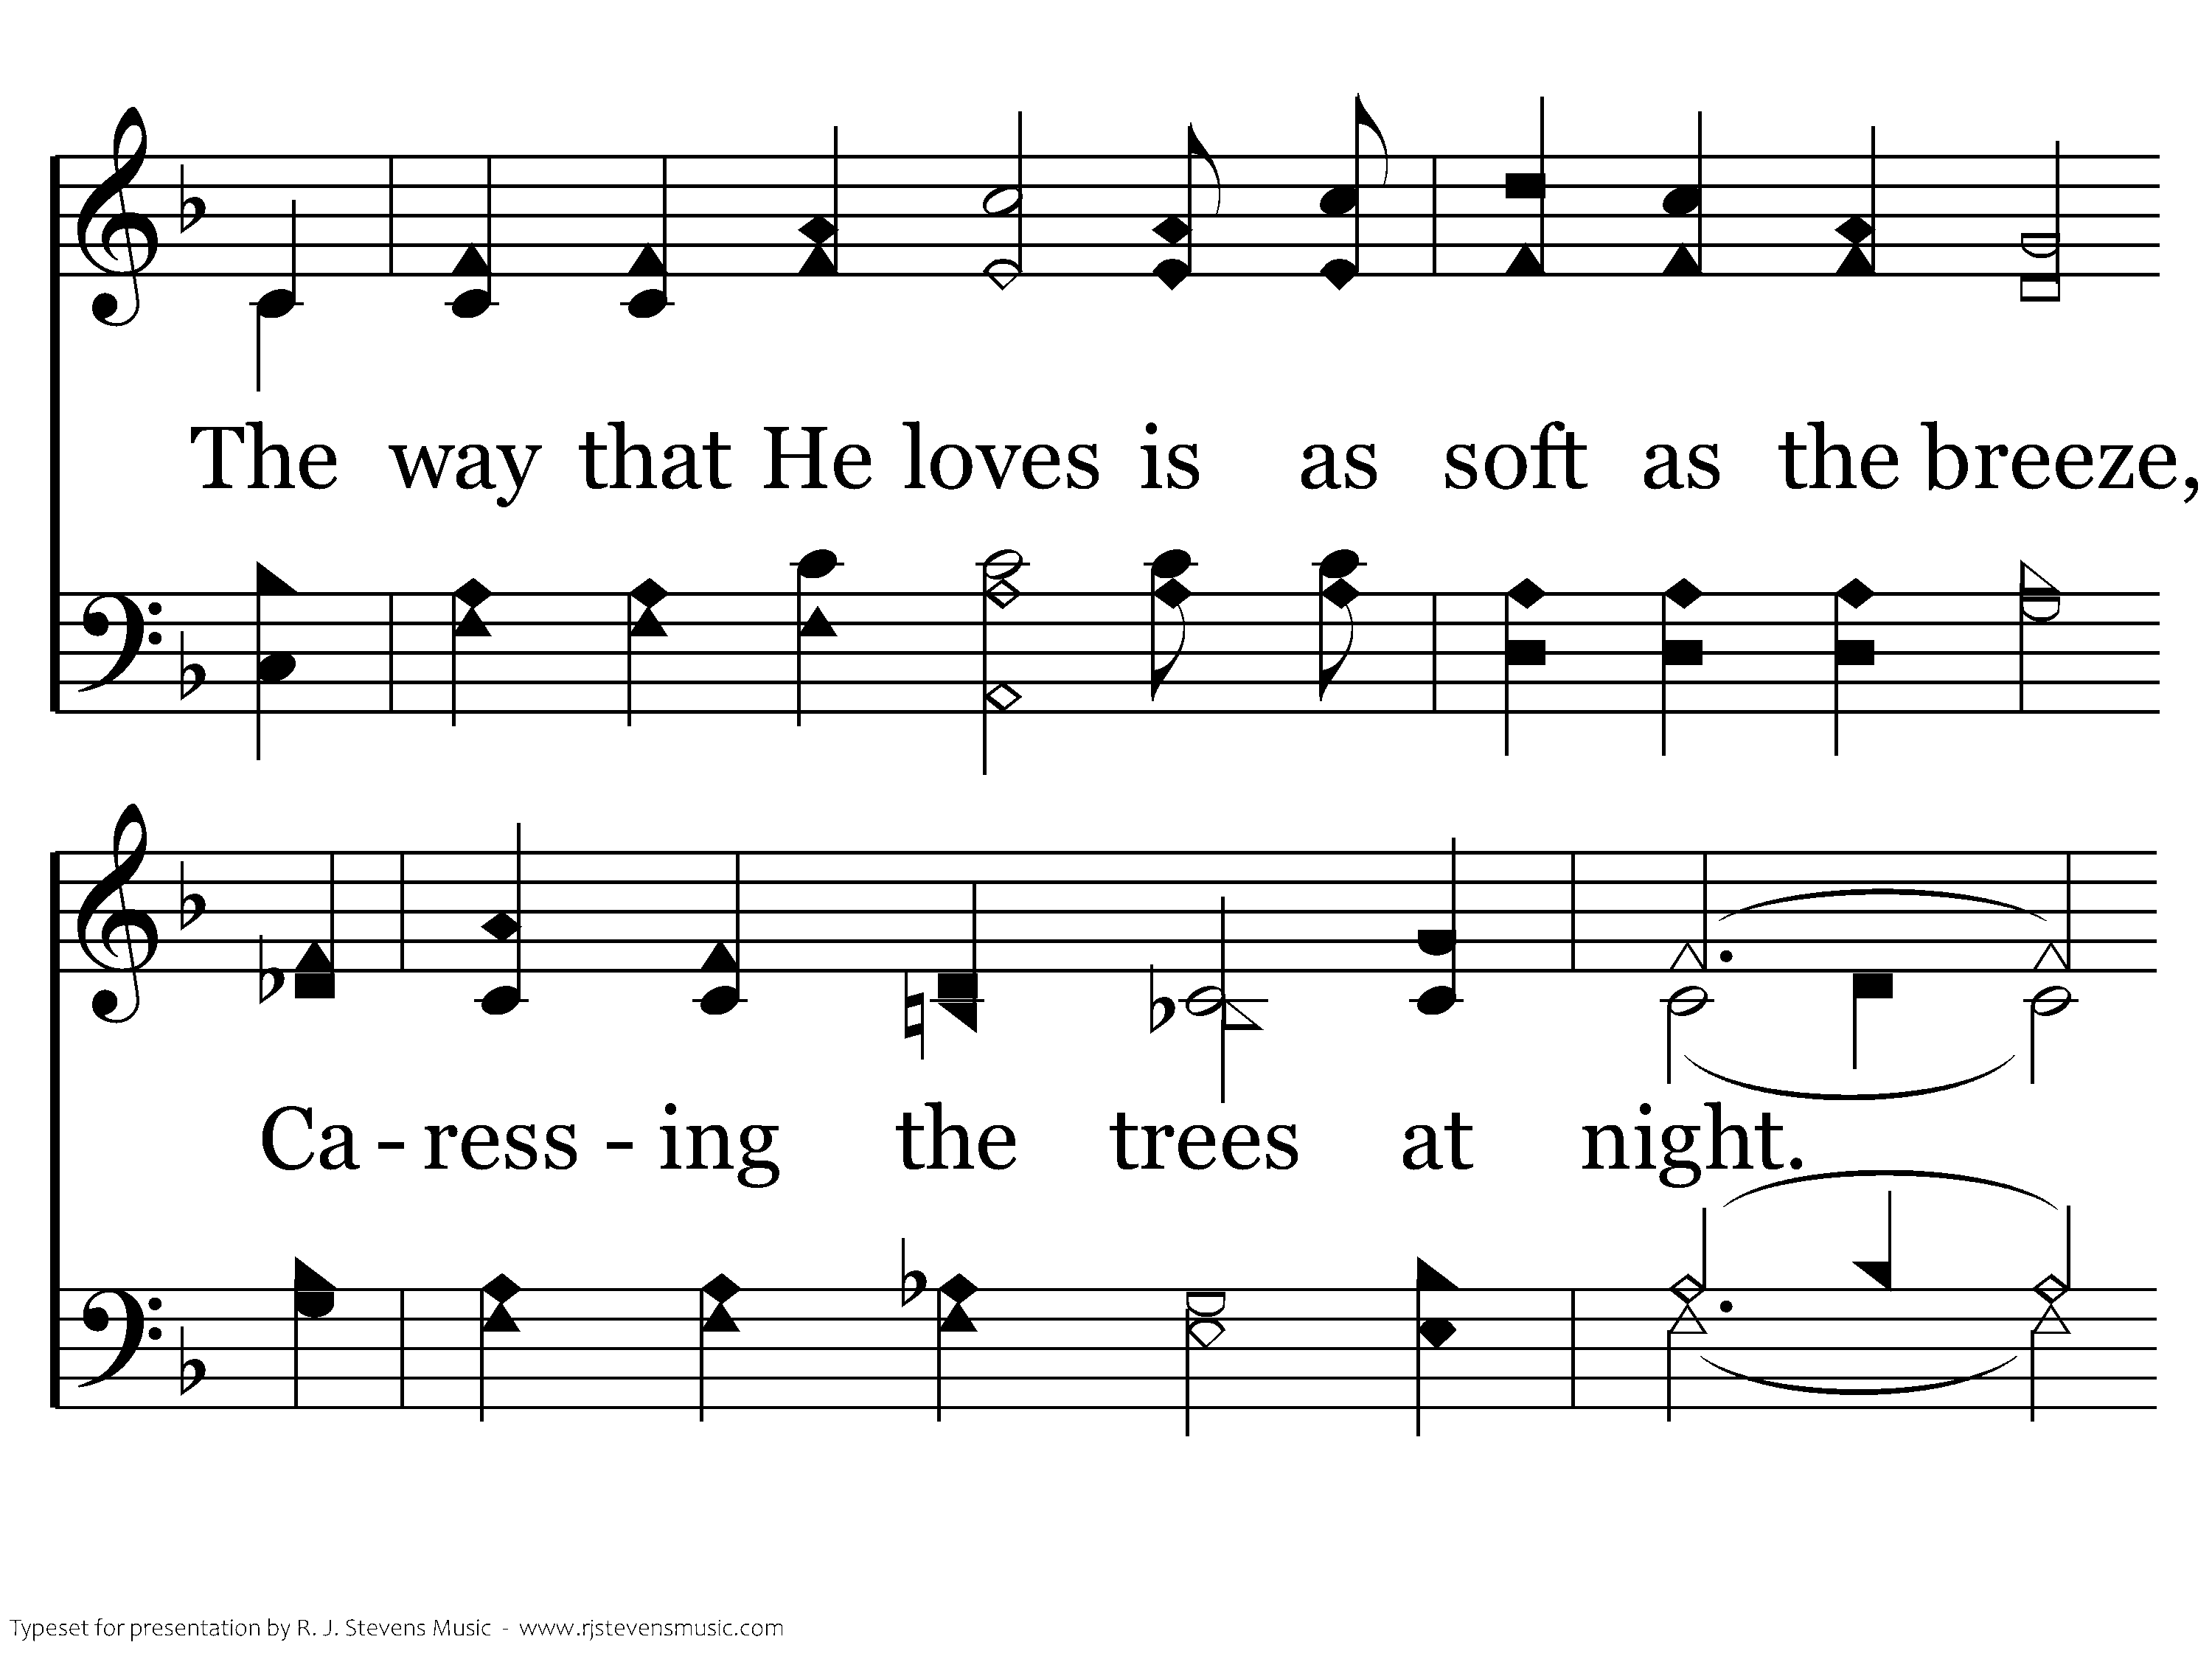 The way that He loves is as soft as the breeze,
Ca - ress - ing the trees at night.
Typeset for presentation by R. J. Stevens Music - www.rjstevensmusic.com